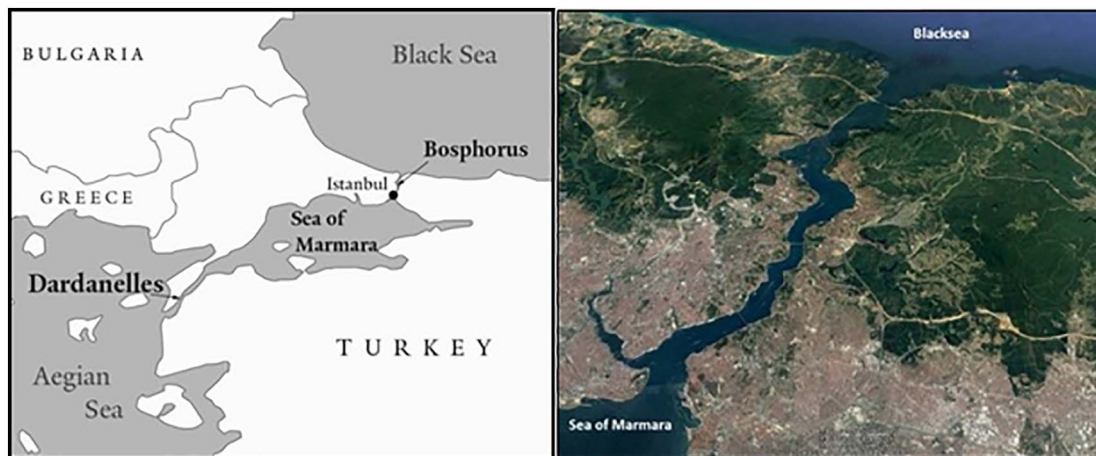 BULGARIA
Black Sea
Bosphorus
Istanbul
GREECE
Sea of
Marmara
Dardanelles
TURKEY
Aegian
Sea
Blacksea
Sea of Marmara